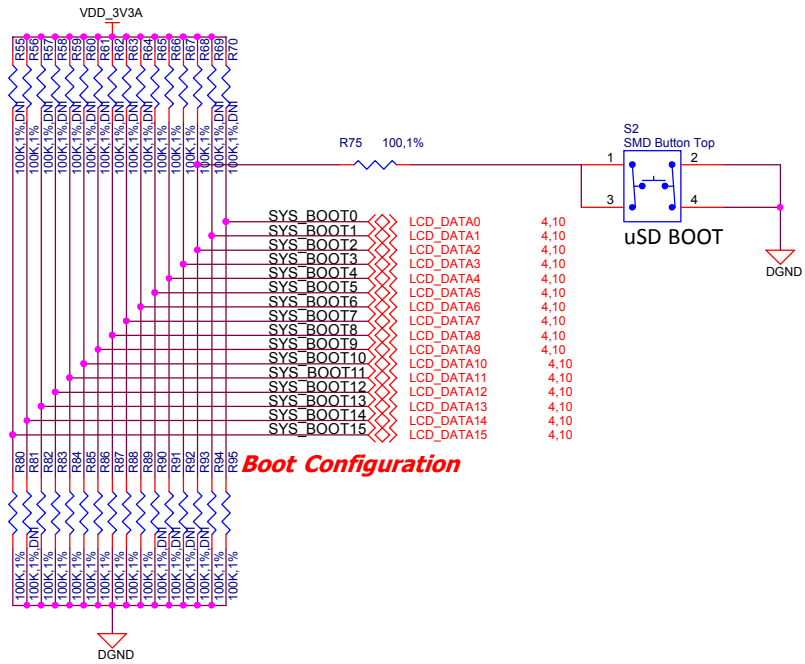 VDD_3V3A
R55
R56
R57
R58
R59
R60
R61
R62
R63
R64
R65
R66
R67
R68
R69
R70
100K,1%,DNI
100K,1%
100K,1%,DNI
100K,1%,DNI
100K,1%,DNI
100K,1%,DNI
100K,1%,DNI
100K,1%,DNI
100K,1%,DNI
100K,1%,DNI
100K,1%,DNI
100K,1%
100K,1%
100K,1%
100K,1%,DNI
100K,1%,DNI
R75 100,1%
S2
SMD Button Top
1 2
3 4
uSD BOOT
DGND
SYS_BOOT0 LCD_DATA0 4,10
SYS_BOOT1 LCD_DATA1 4,10
SYS_BOOT2 LCD_DATA2 4,10
SYS_BOOT3 LCD_DATA3 4,10
SYS_BOOT4 LCD_DATA4 4,10
SYS_BOOT5 LCD_DATA5 4,10
SYS_BOOT6 LCD_DATA6 4,10
SYS_BOOT7 LCD_DATA7 4,10
SYS_BOOT8 LCD_DATA8 4,10
SYS_BOOT9 LCD_DATA9 4,10
SYS_BOOT10 LCD_DATA10 4,10
SYS_BOOT11 LCD_DATA11 4,10
SYS_BOOT12 LCD_DATA12 4,10
SYS_BOOT13 LCD_DATA13 4,10
SYS_BOOT14 LCD_DATA14 4,10
SYS_BOOT15 LCD_DATA15 4,10
Boot Configuration
R80
R81
R82
R83
R84
R85
R86
R87
R88
R89
R90
R91
R92
R93
R94
R95
100K,1%
100K,1%,DNI
100K,1%
100K,1%
100K,1%
100K,1%
100K,1%
100K,1%
100K,1%
100K,1%
100K,1%
100K,1%,DNI
100K,1%,DNI
100K,1%,DNI
100K,1%
100K,1%
DGND